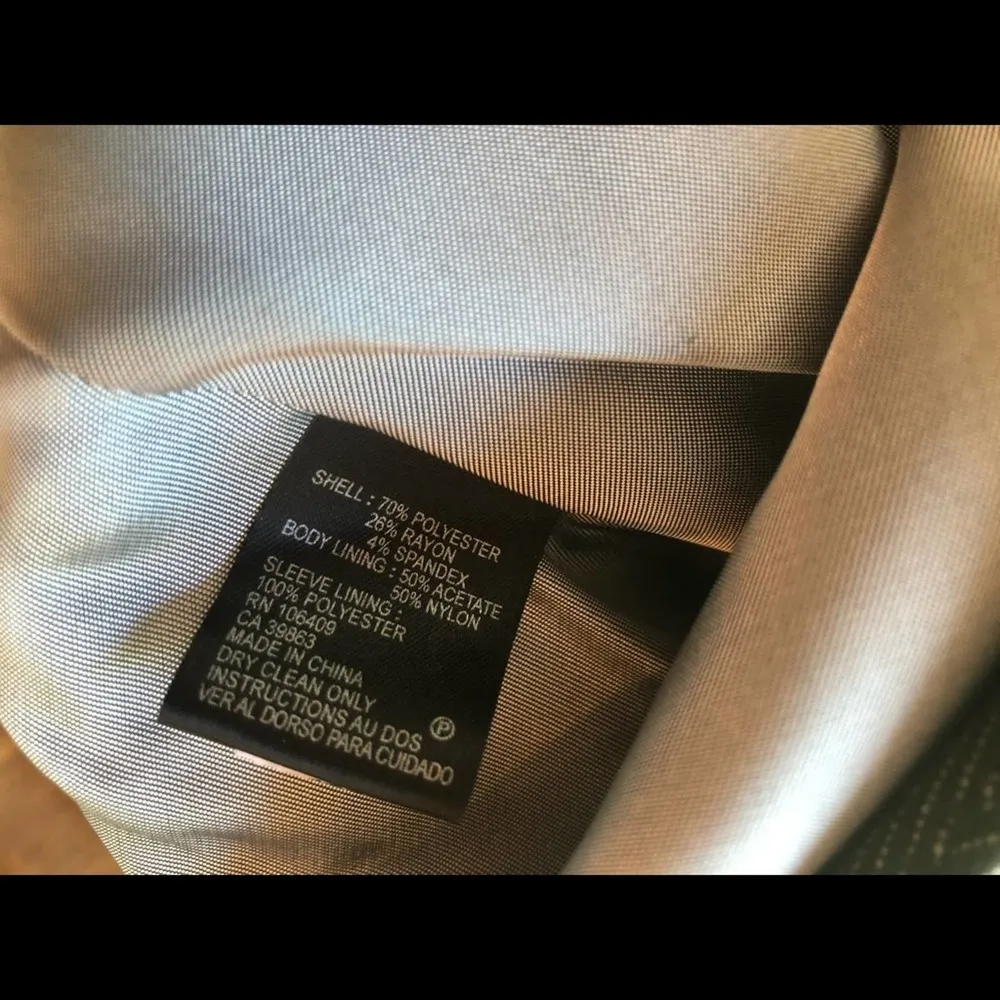 SHELL : 70% POLYESTER
26% RAYON
4% SPANDEX
BODY LINING : 50% ACETATE
50% NYLON
SLEEVE LINING :
100% POLYESTER
RN 106409
CA 39863
MADE IN CHINA
DRY CLEAN ONLY
INSTRUCTIONS AU DOS
VER AL DORSO PARA CUIDADO
P